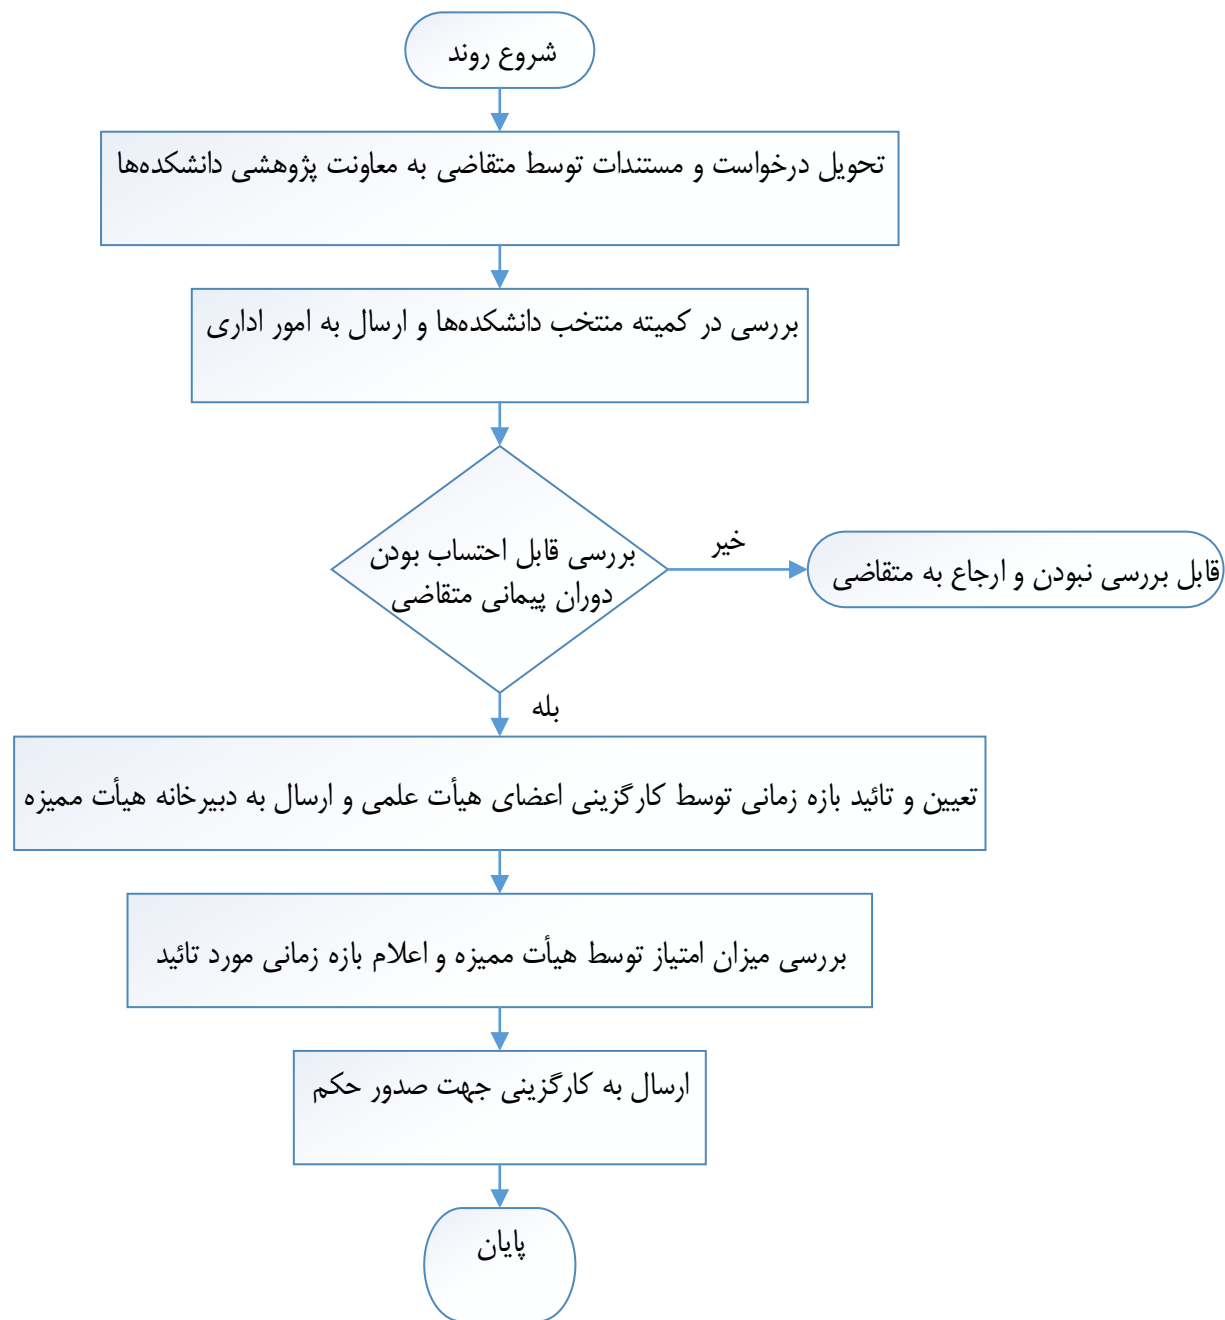 شروع روند
تحویل درخواست و مستندات توسط متقاضی به معاونت پژوهشی دانشکده‌ها
بررسی در کمیته منتخب دانشکده‌ها و ارسال به امور اداری
بررسی قابل احتساب بودن
دوران پیمانی متقاضی
خیر
قابل بررسی نبودن و ارجاع به متقاضی
بله
تعیین و تائید بازه زمانی توسط کارگزینی اعضای هیأت علمی و ارسال به دبیرخانه هیأت ممیزه
بررسی میزان امتیاز توسط هیأت ممیزه و اعلام بازه زمانی مورد تائید
ارسال به کارگزینی جهت صدور حکم
پایان